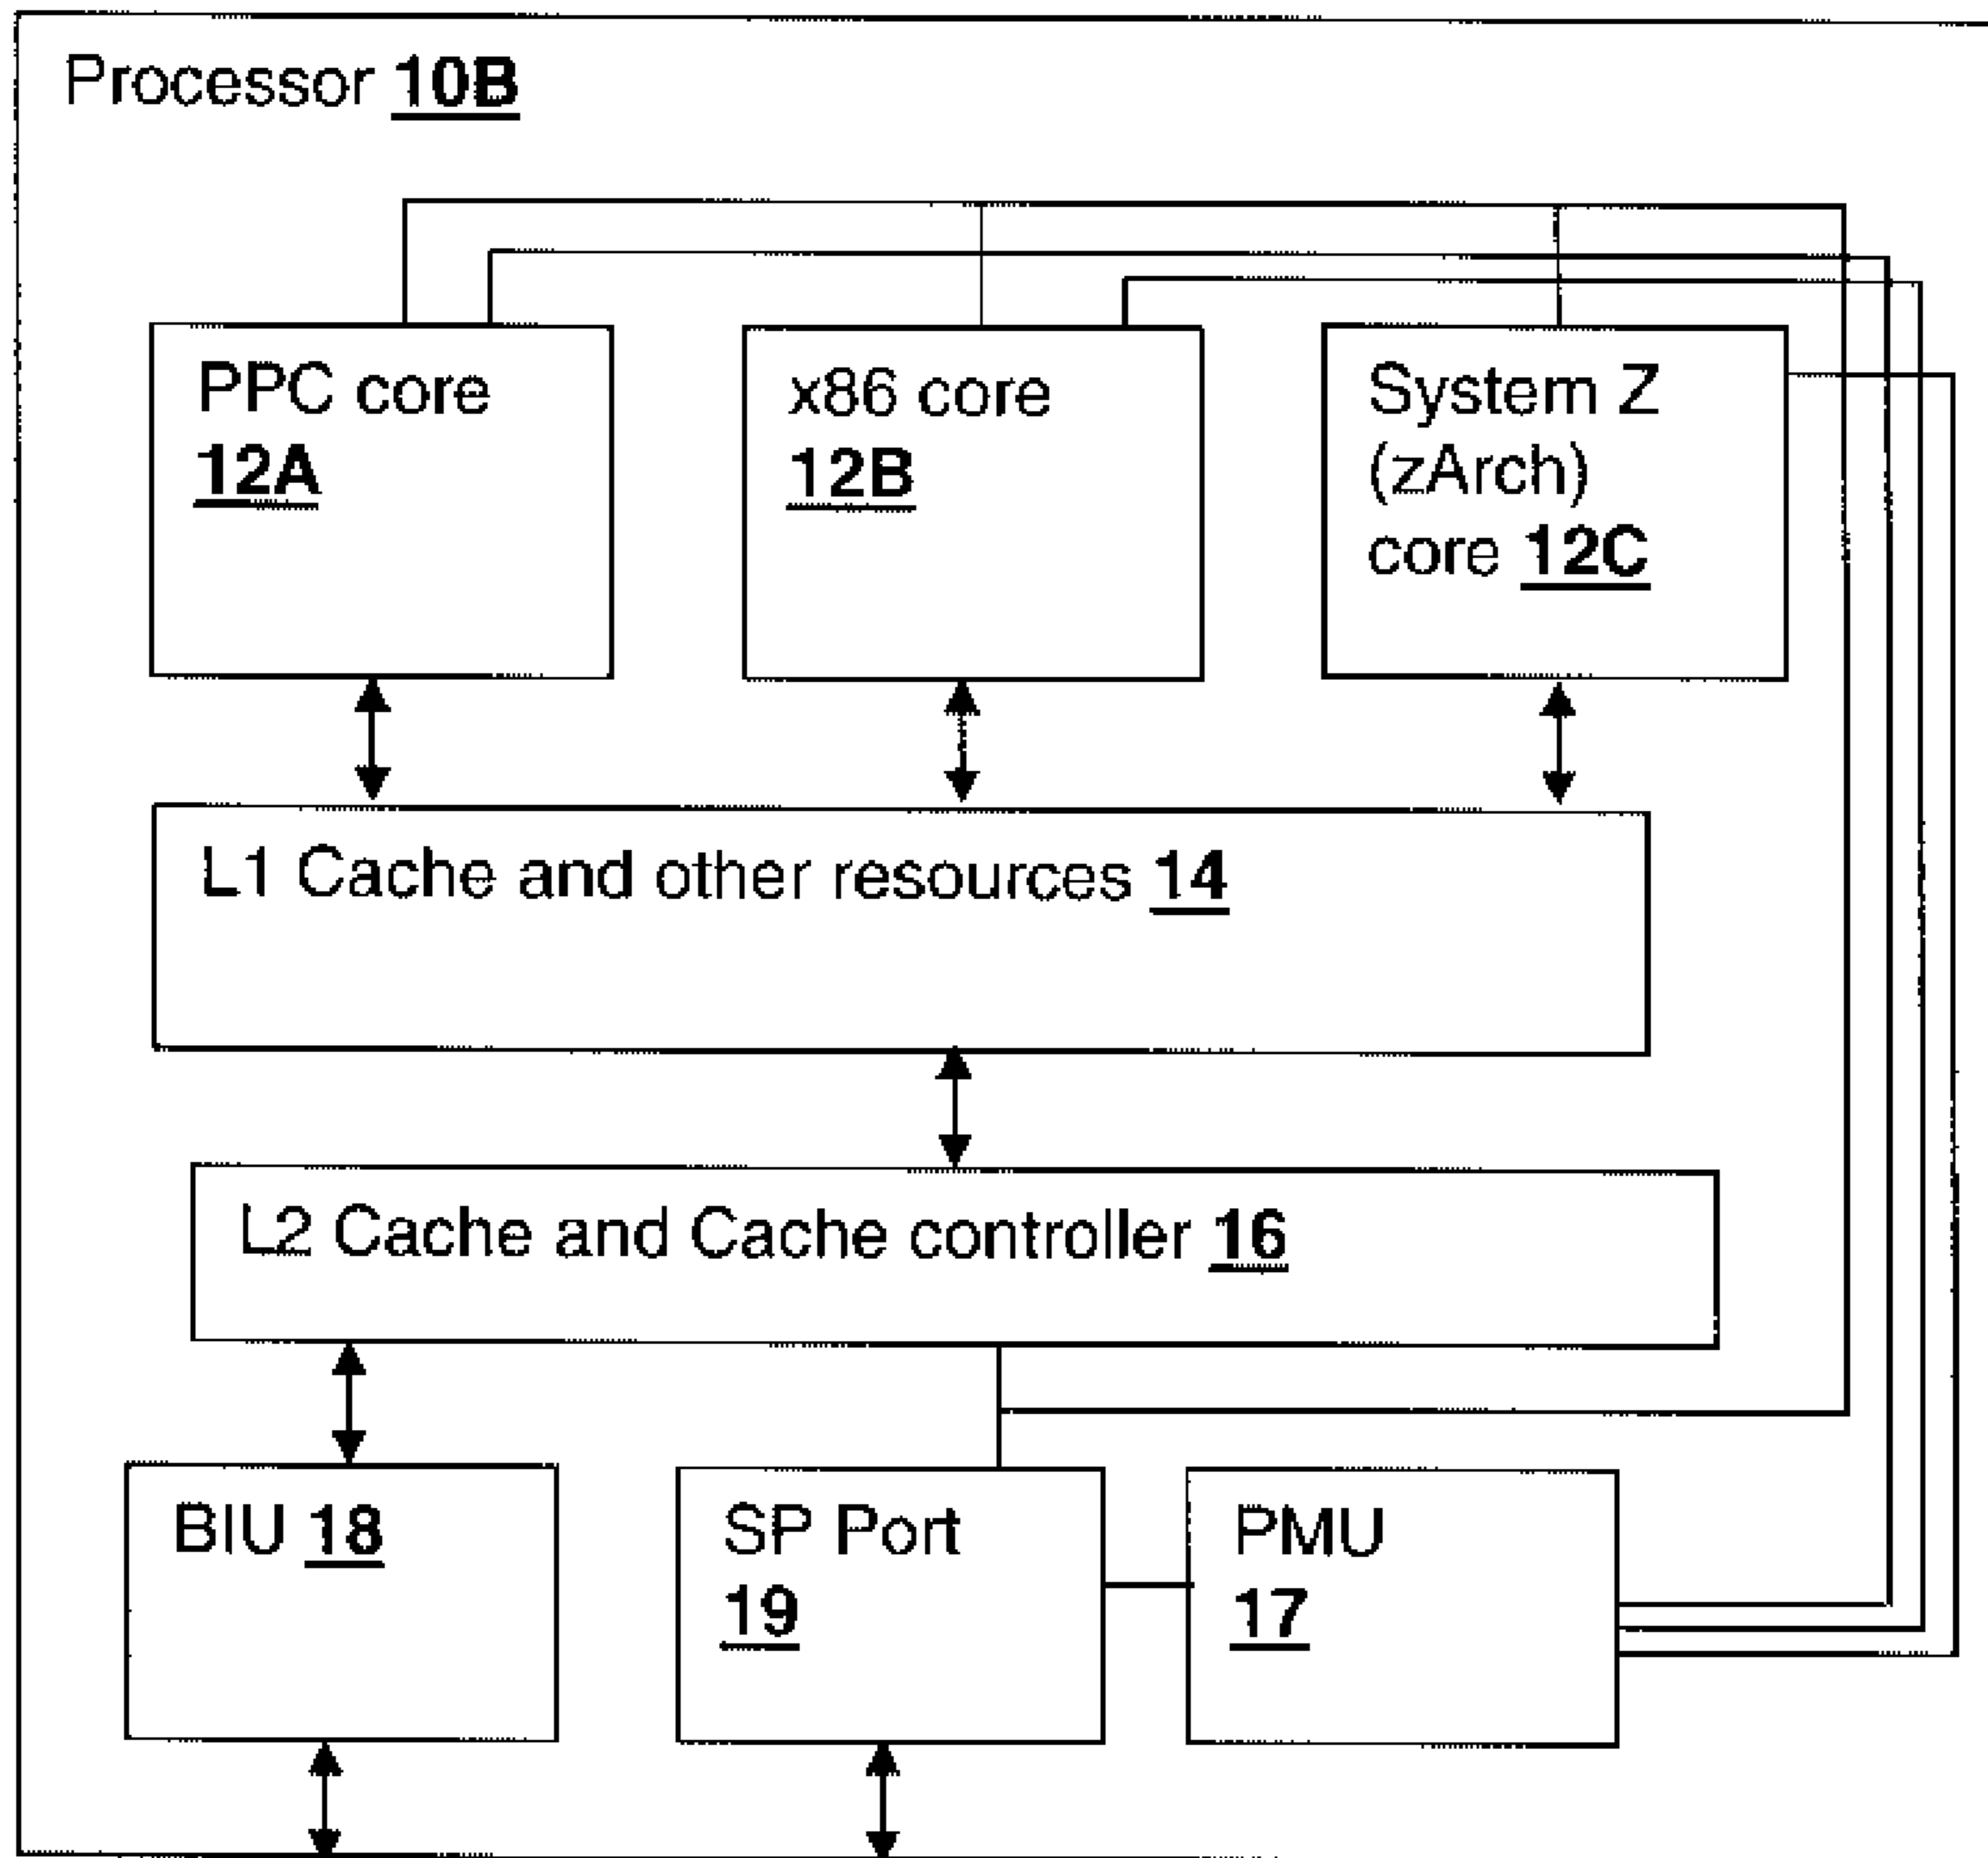 Processor 10B
PPC core
12A
x86 core
12B
System Z
(zArch)
core 12C
L1 Cache and other resources 14
L2 Cache and Cache controller 16
BIU 18
SP Port
19
PMU
17